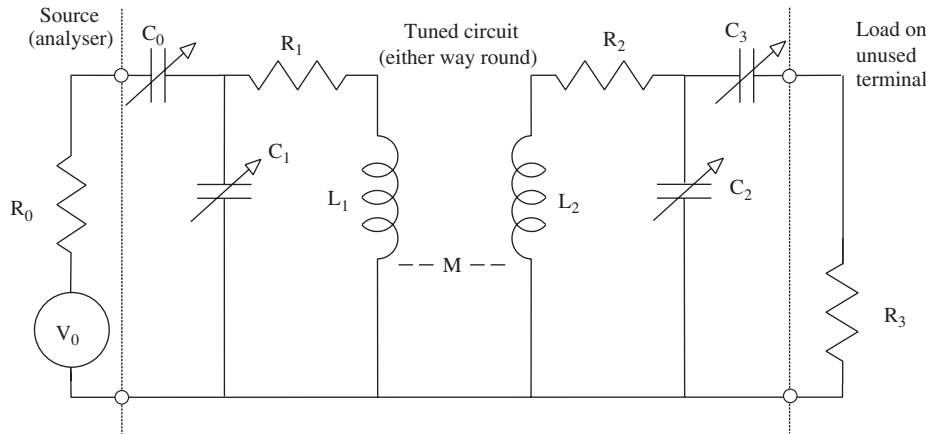 Source
(analyser)
C0
R1
Tuned circuit
(either way round)
R2
C3
Load on
unused
terminal
R0
C1
L1
L2
C2
M
V0
R3